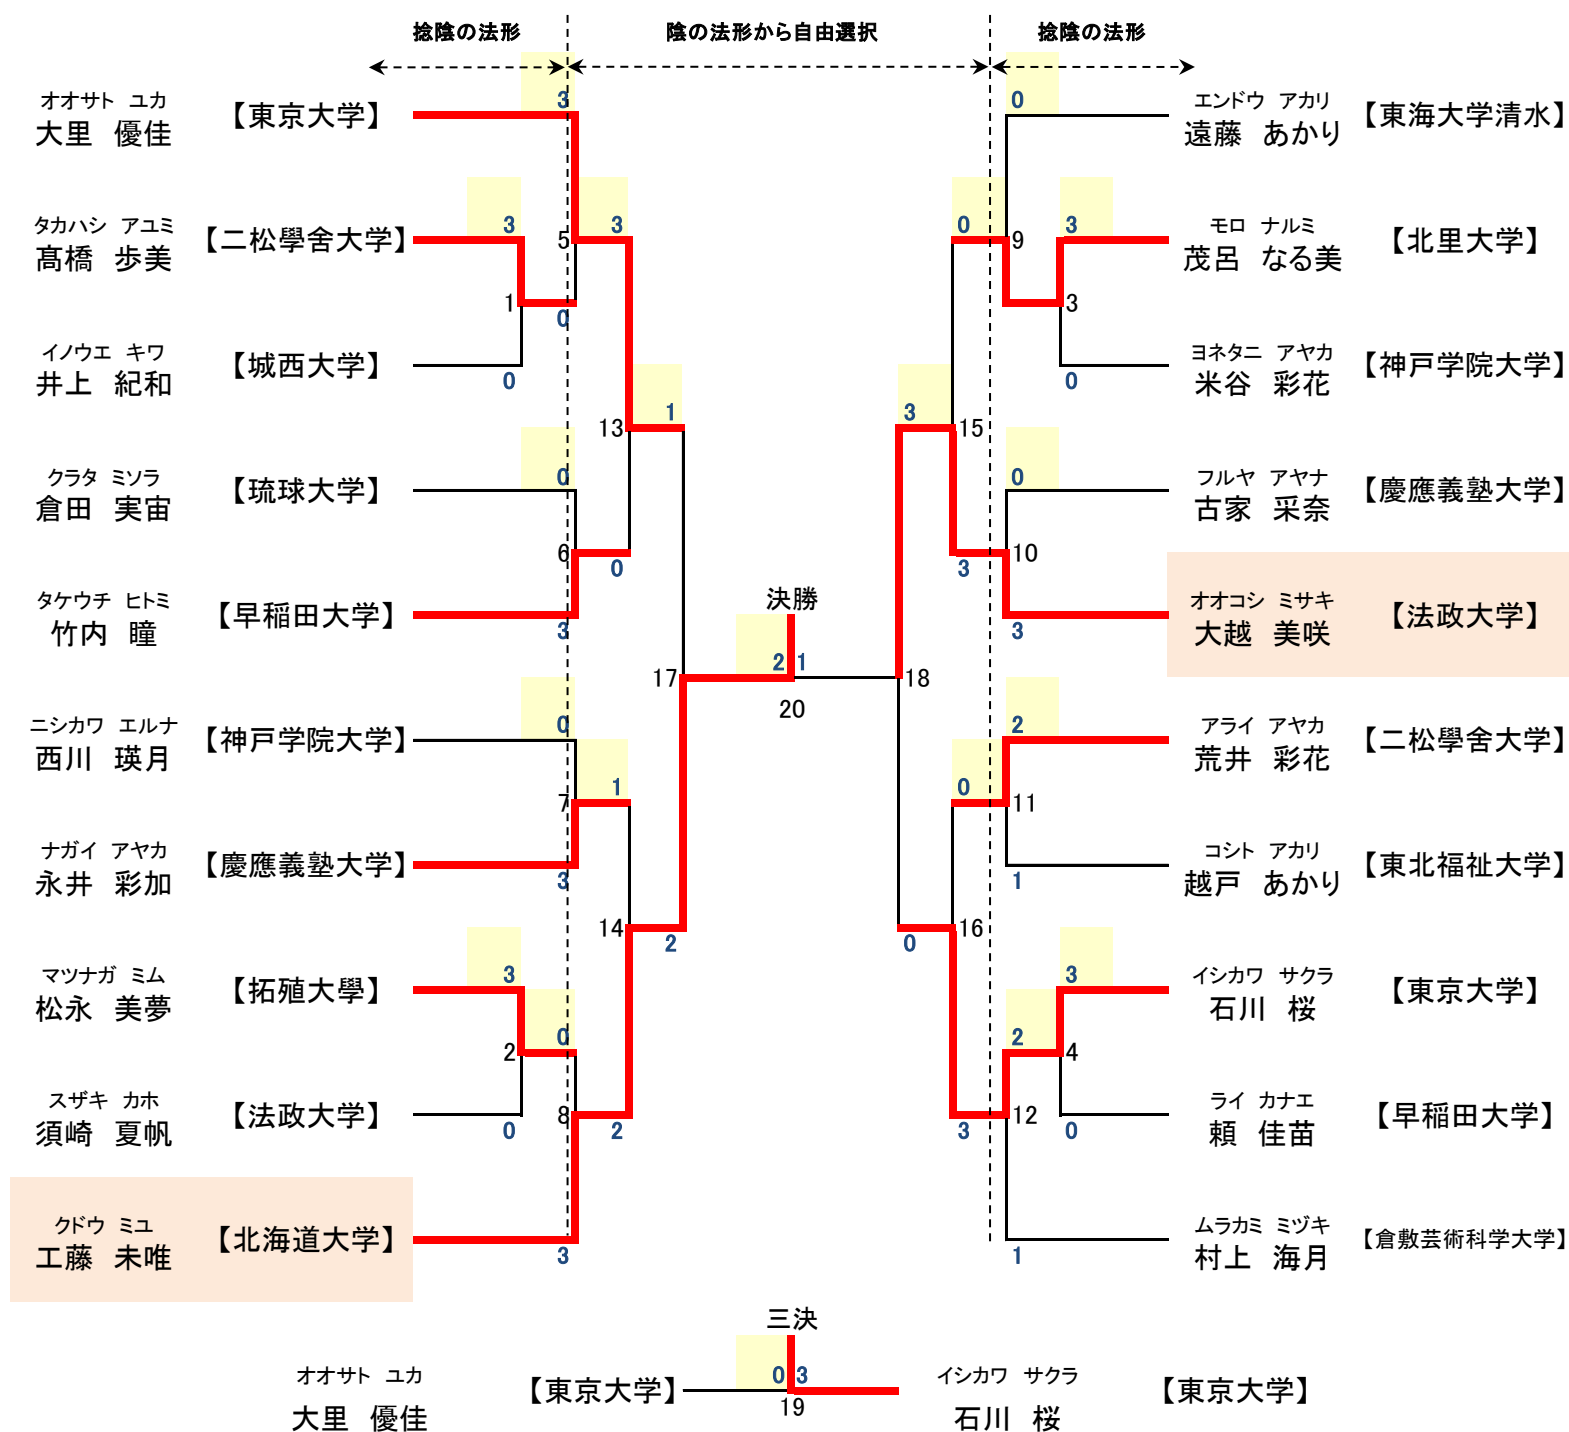 捻陰の法形
陰の法形から自由選択
捻陰の法形
オオサト ユカ
大里 優佳
【東京大学】
3
タカハシ アユミ
髙橋 歩美
【二松學舍大学】
3
5
3
1
0
イノウエ キワ
井上 紀和
【城西大学】
0
13
1
クラタ ミソラ
倉田 実宙
【琉球大学】
0
6
0
タケウチ ヒトミ
竹内 瞳
【早稲田大学】
3
17
ニシカワ エルナ
西川 瑛月
【神戸学院大学】
0
7
1
ナガイ アヤカ
永井 彩加
【慶應義塾大学】
3
14
2
マツナガ ミム
松永 美夢
【拓殖大學】
3
2
0
スザキ カホ
須崎 夏帆
【法政大学】
0
8
2
クドウ ミユ
工藤 未唯
【北海道大学】
3
決勝
2
1
20
0
エンドウ アカリ
遠藤 あかり
【東海大学清水】
0
9
3
モロ ナルミ
茂呂 なる美
【北里大学】
3
ヨネタニ アヤカ
米谷 彩花
【神戸学院大学】
0
3
15
0
フルヤ アヤナ
古家 采奈
【慶應義塾大学】
10
3
オオコシ ミサキ
大越 美咲
【法政大学】
3
18
2
アライ アヤカ
荒井 彩花
【二松學舍大学】
0
11
コシト アカリ
越戸 あかり
【東北福祉大学】
1
0
16
3
イシカワ サクラ
石川 桜
【東京大学】
2
4
ライ カナエ
頼 佳苗
【早稲田大学】
0
3
12
ムラカミ ミヅキ
村上 海月
【倉敷芸術科学大学】
1
三決
オオサト ユカ
大里 優佳
【東京大学】
0
3
19
イシカワ サクラ
石川 桜
【東京大学】